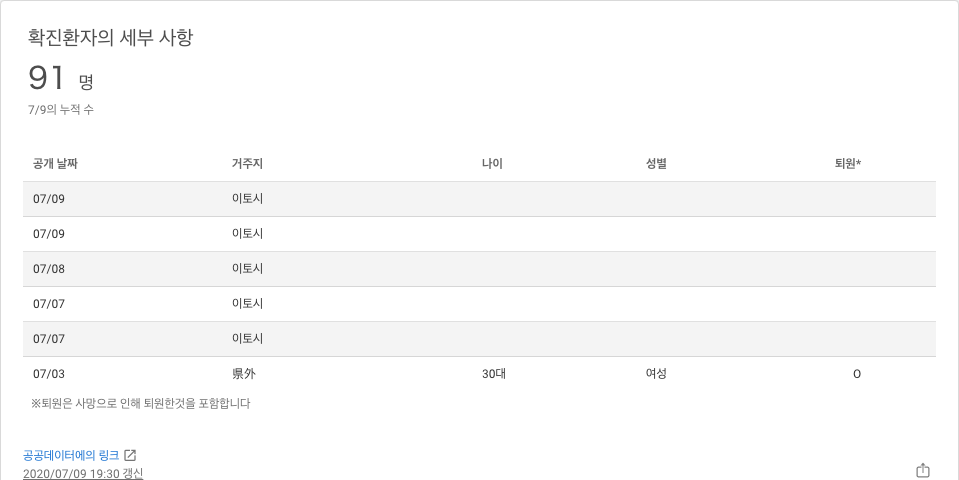 확진환자의 세부 사항
91 명
7/9의 누적 수
공개 날짜 거주지 나이 성별 퇴원*
07/09 이토시
07/09 이토시
07/08 이토시
07/07 이토시
07/07 이토시
07/03 県外 30대 여성 O
※퇴원은 사망으로 인해 퇴원한것을 포함합니다
공공데이터에의 링크
2020/07/09 19:30 갱신